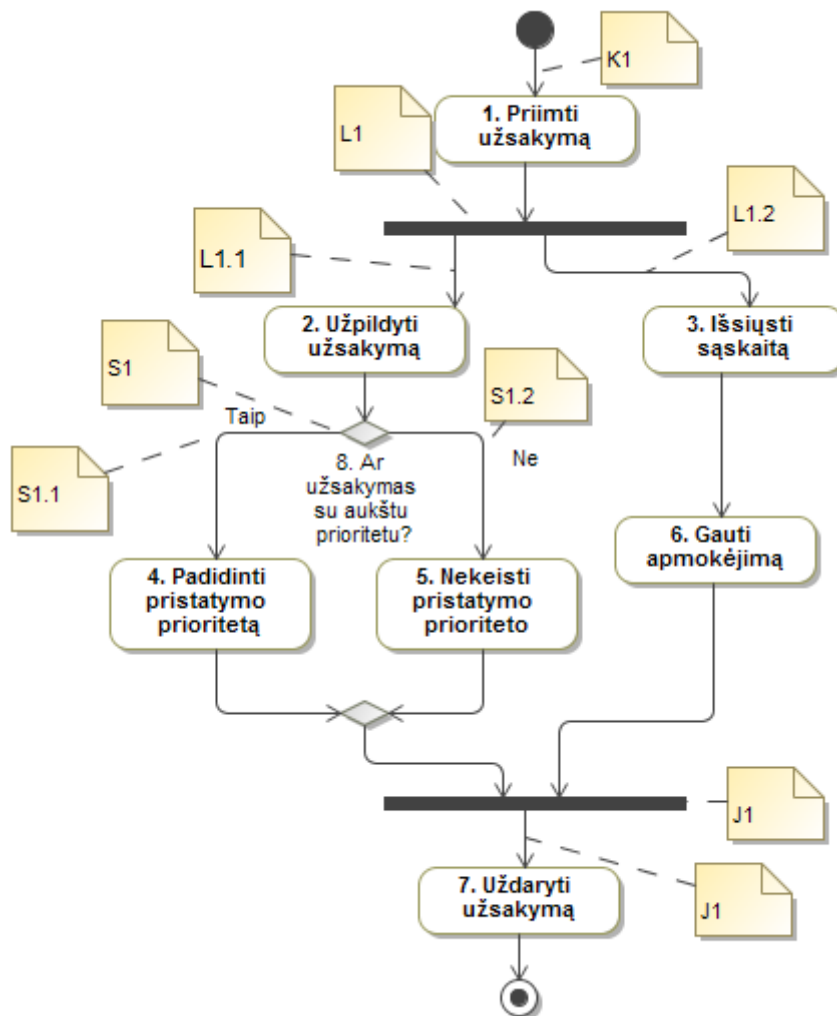 K1
1. Priimti
užsakymą
L1
L1.2
L1.1
2. Užpildyti
užsakymą
3. Išsiųsti
sąskaitą
S1
S1.2
Taip
Ne
S1.1
8. Ar
užsakymas
su aukštu
prioritetu?
6. Gauti
apmokėjimą
4. Padidinti
pristatymo
prioritetą
5. Nekeisti
pristatymo
prioriteto
J1
7. Uždaryti
užsakymą
J1